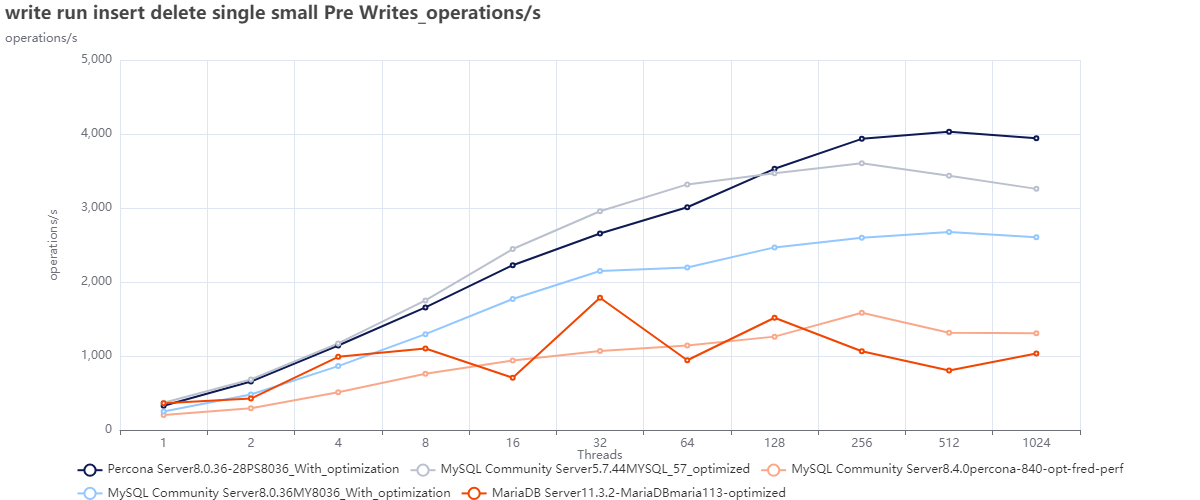 write run insert delete single small Pre Writes_operations/s
operations/s
5,000
4,000
3,000
2,000
1,000
0
operations/s
1 2 4 8 16 32 64 128 256 512 1024
Threads
Percona Server8.0.36-28PS8036_With_optimization MySQL Community Server5.7.44MYSQL_57_optimized MySQL Community Server8.4.0percona-840-opt-fred-perf
MySQL Community Server8.0.36MY8036_With_optimization MariaDB Server11.3.2-MariaDBmaria113-optimized